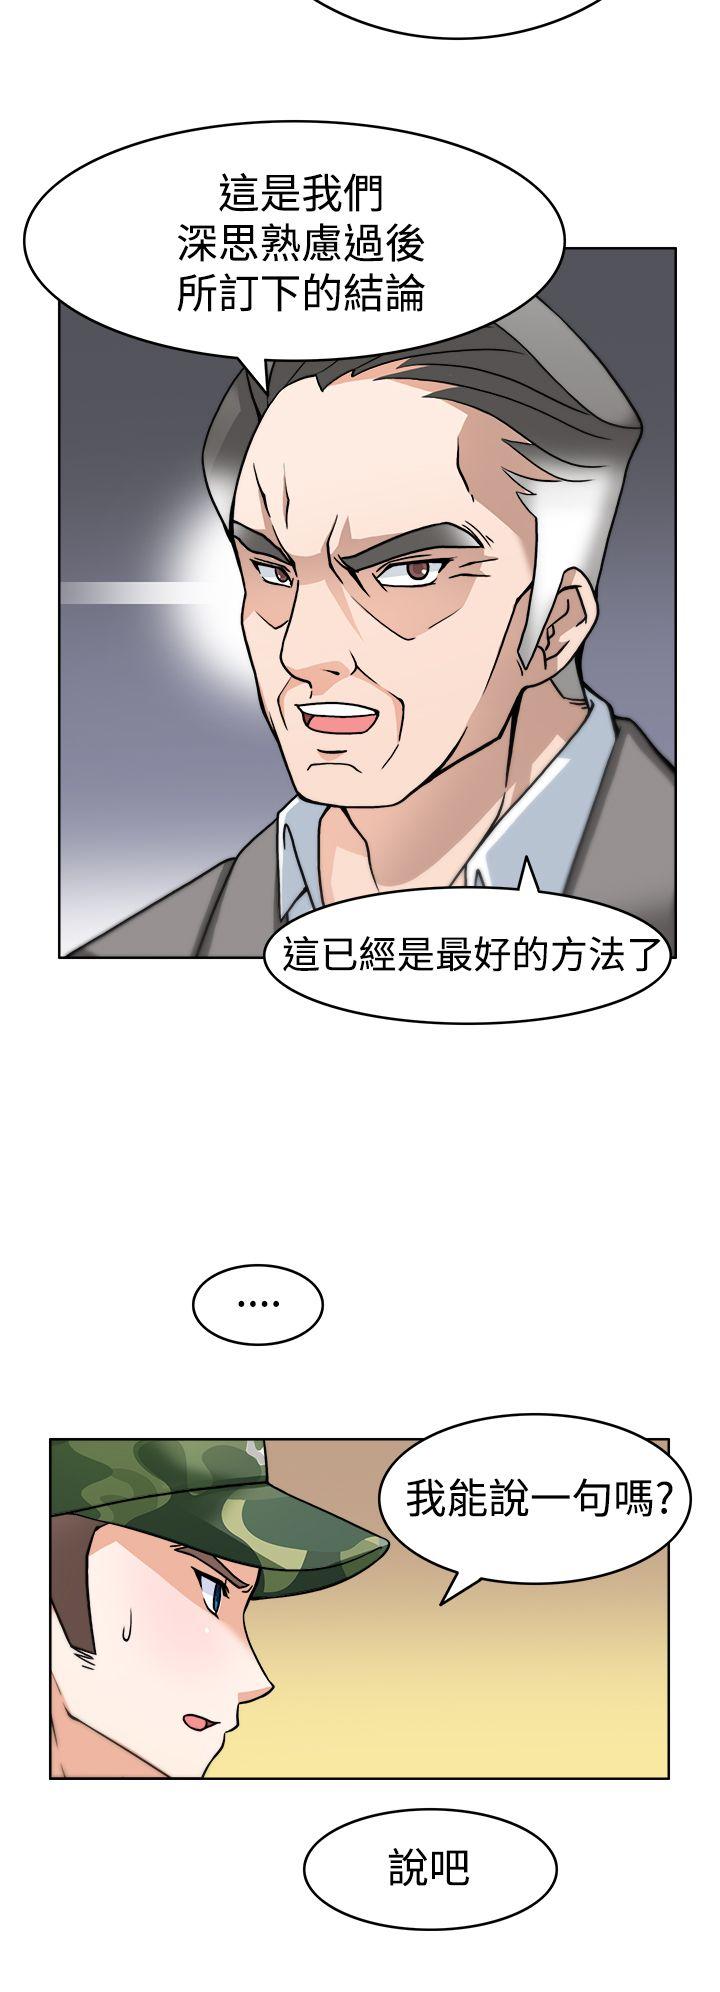 這是我們
深思熟慮過後
所訂下的結論
這已經是最好的方法了
....
我能說一句嗎?
說吧